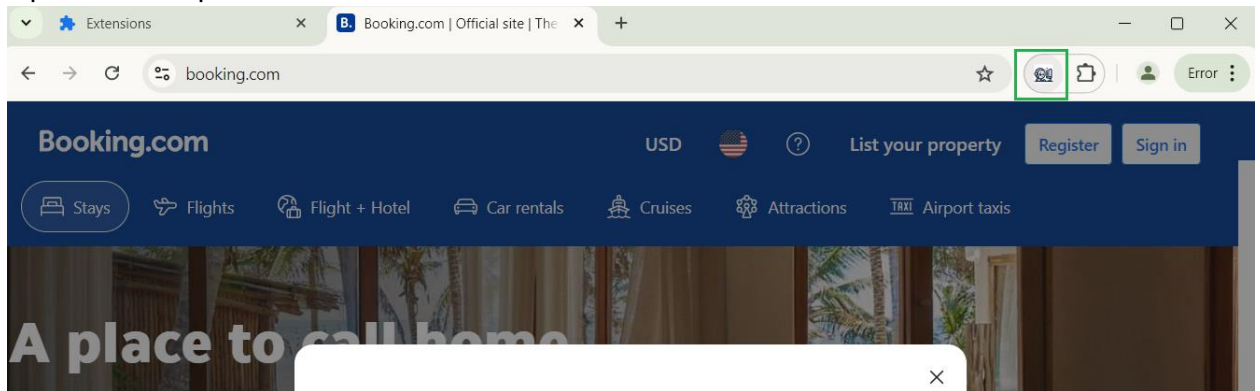 Extensions
B. Booking.com | Official site | The
booking.com
Error
Booking.com
USD
List your property
Register
Sign in
Stays
Flights
Flight + Hotel
Car rentals
Cruises
Attractions
TAXI Airport taxis
A place to call home